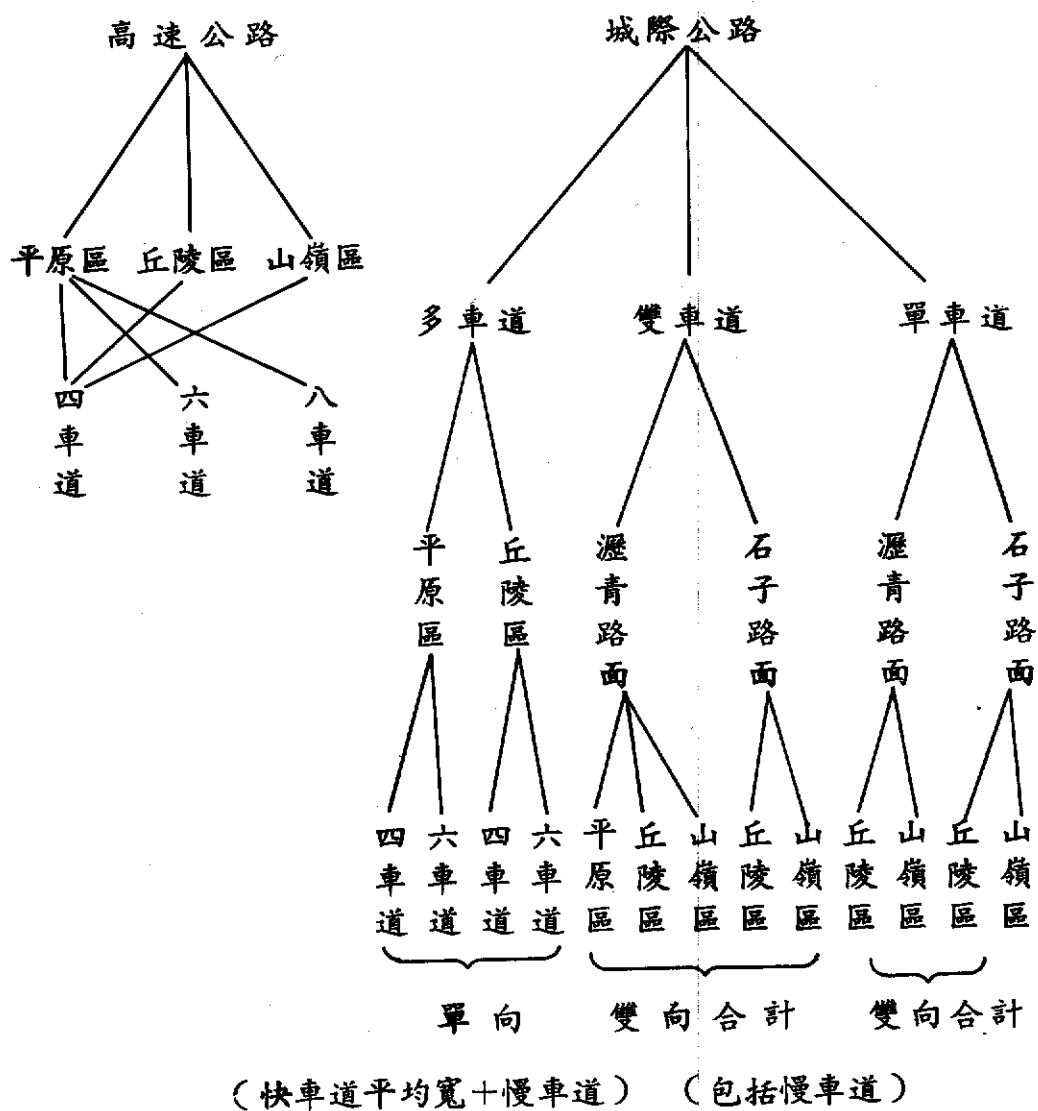 高速公路
城際公路
平原區 丘陵區 山嶺區
多車道 雙車道 單車道
四車道 六車道 八車道
平原區 丘陵區 瀝青路面 石子路面 瀝青路面 石子路面
四車道 六車道 四車道 六車道 平原區 丘陵區 山嶺區 丘陵區 山嶺區 丘陵區 山嶺區 丘陵區 山嶺區
單向 雙向合計 雙向合計
（快車道平均寬＋慢車道） （包括慢車道）